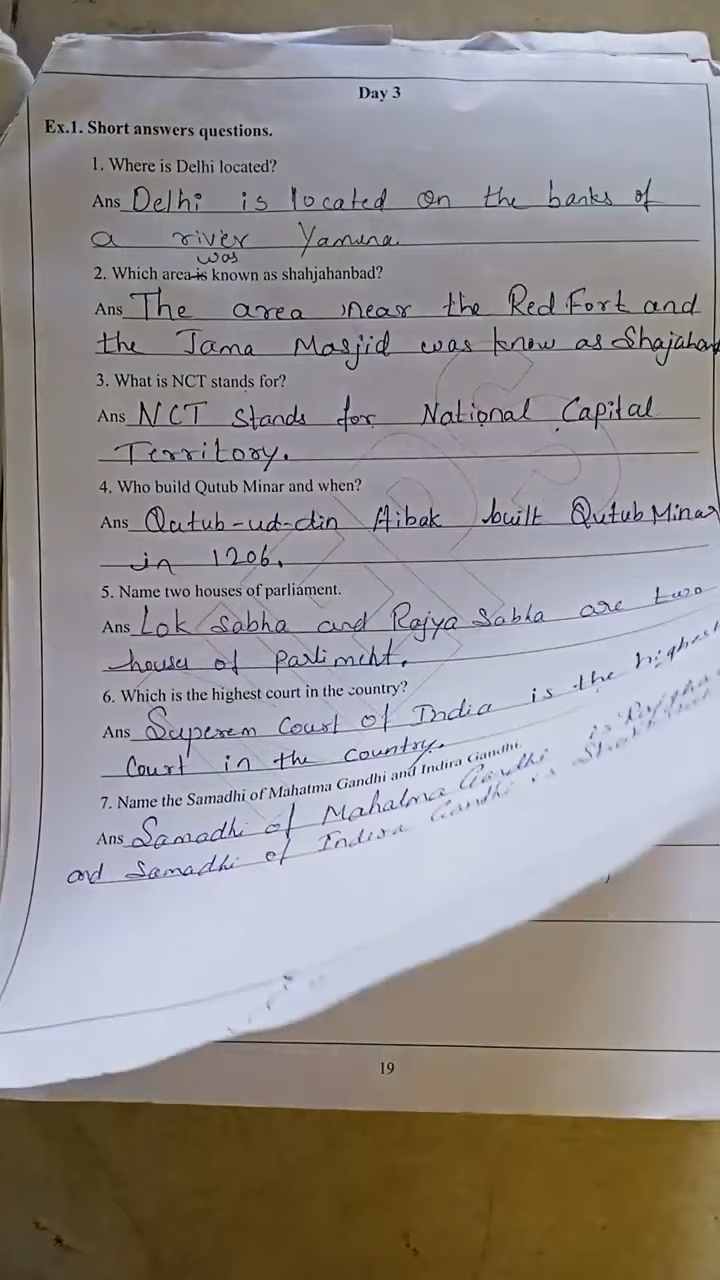 Day 3
Ex.1. Short answers questions.
1. Where is Delhi located?
Ans Delhi is located on the banks of
a river Yamuna.
was
2. Which area is known as shahjahanbad?
Ans The area near the Red Fort and
the Jama Masjid was know as
3. What is NCT stands for?
Ans NCT stands for National Capital
Territory.
4. Who build Qutub Minar and when?
Ans Qutub-ud-din Aibak built Qutub Minar
in 1206.
5. Name two houses of parliament.
Ans Lok Sabha and Rajya Sabha are two
of
6. Which is the highest court in the country?
Ans Superem Court of India is the highest
Court in the country.
7. Name the Samadhi of Mahatma Gandhi and Indira Gandhi.
Ans Samadhi of Mahatma Gandhi is
and Samadhi of Indira Gandhi is
19